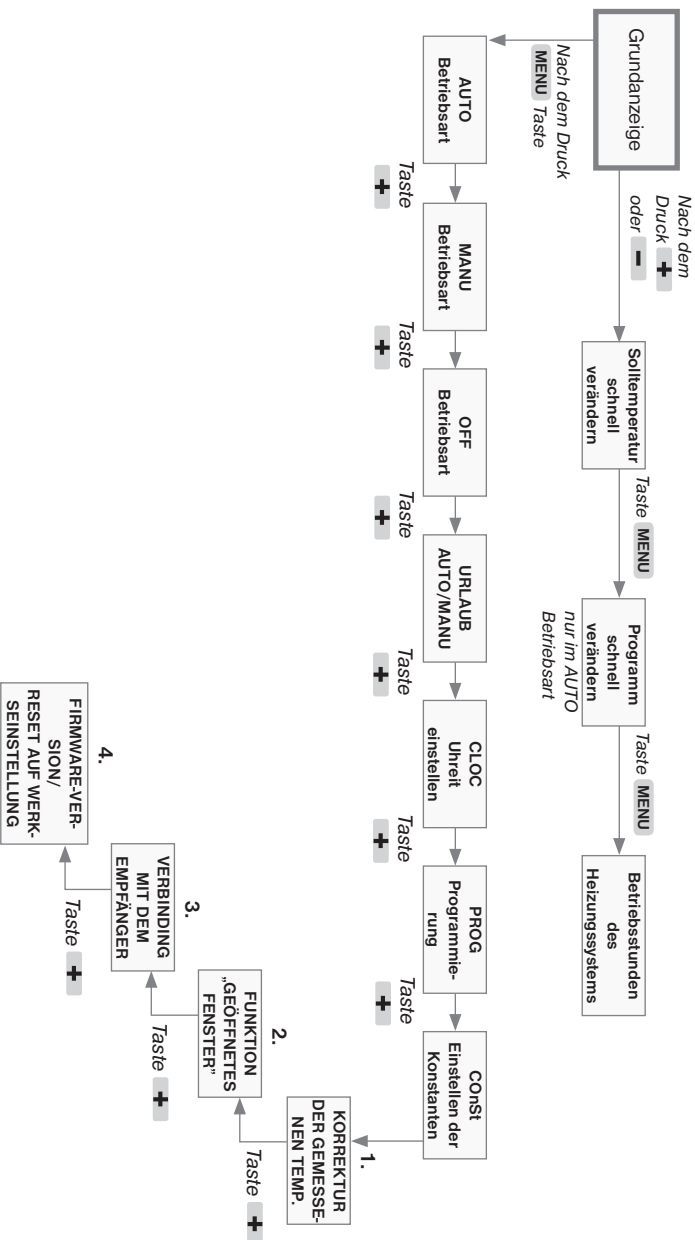 Grundanzeige
Nach dem
Druck +
oder −
Solltemperatur
schnell
verändern
Taste MENU
Programm
schnell
verändern
nur im AUTO
Betriebsart
Taste MENU
Betriebsstunden
des
Heizungssystems
Nach dem Druck
MENU Taste
AUTO
Betriebsart
Taste
+
MANU
Betriebsart
Taste
+
OFF
Betriebsart
Taste
+
URLAUB
AUTO/MANU
Taste
+
CLOC
Uhreit
einstellen
Taste
+
PROG
Programmie-
rung
Taste
+
COnSt
Einstellen der
Konstanten
1.
KORREKTUR
DER GEMESSE-
NEN TEMP.
Taste +
2.
FUNKTION
„GEÖFFNETES
FENSTER”
Taste +
3.
VERBINDING
MIT DEM
EMPFÄNGER
Taste +
4.
FIRMWARE-VER-
SION/
RESET AUF WERK-
SEINSTELLUNG